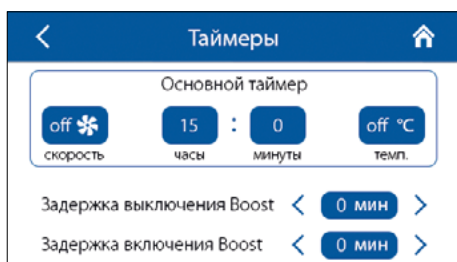 Таймеры
Основной таймер
off 15 : 0 off °C
скорость часы минуты темп.
Задержка выключения Boost 0 мин
Задержка включения Boost 0 мин